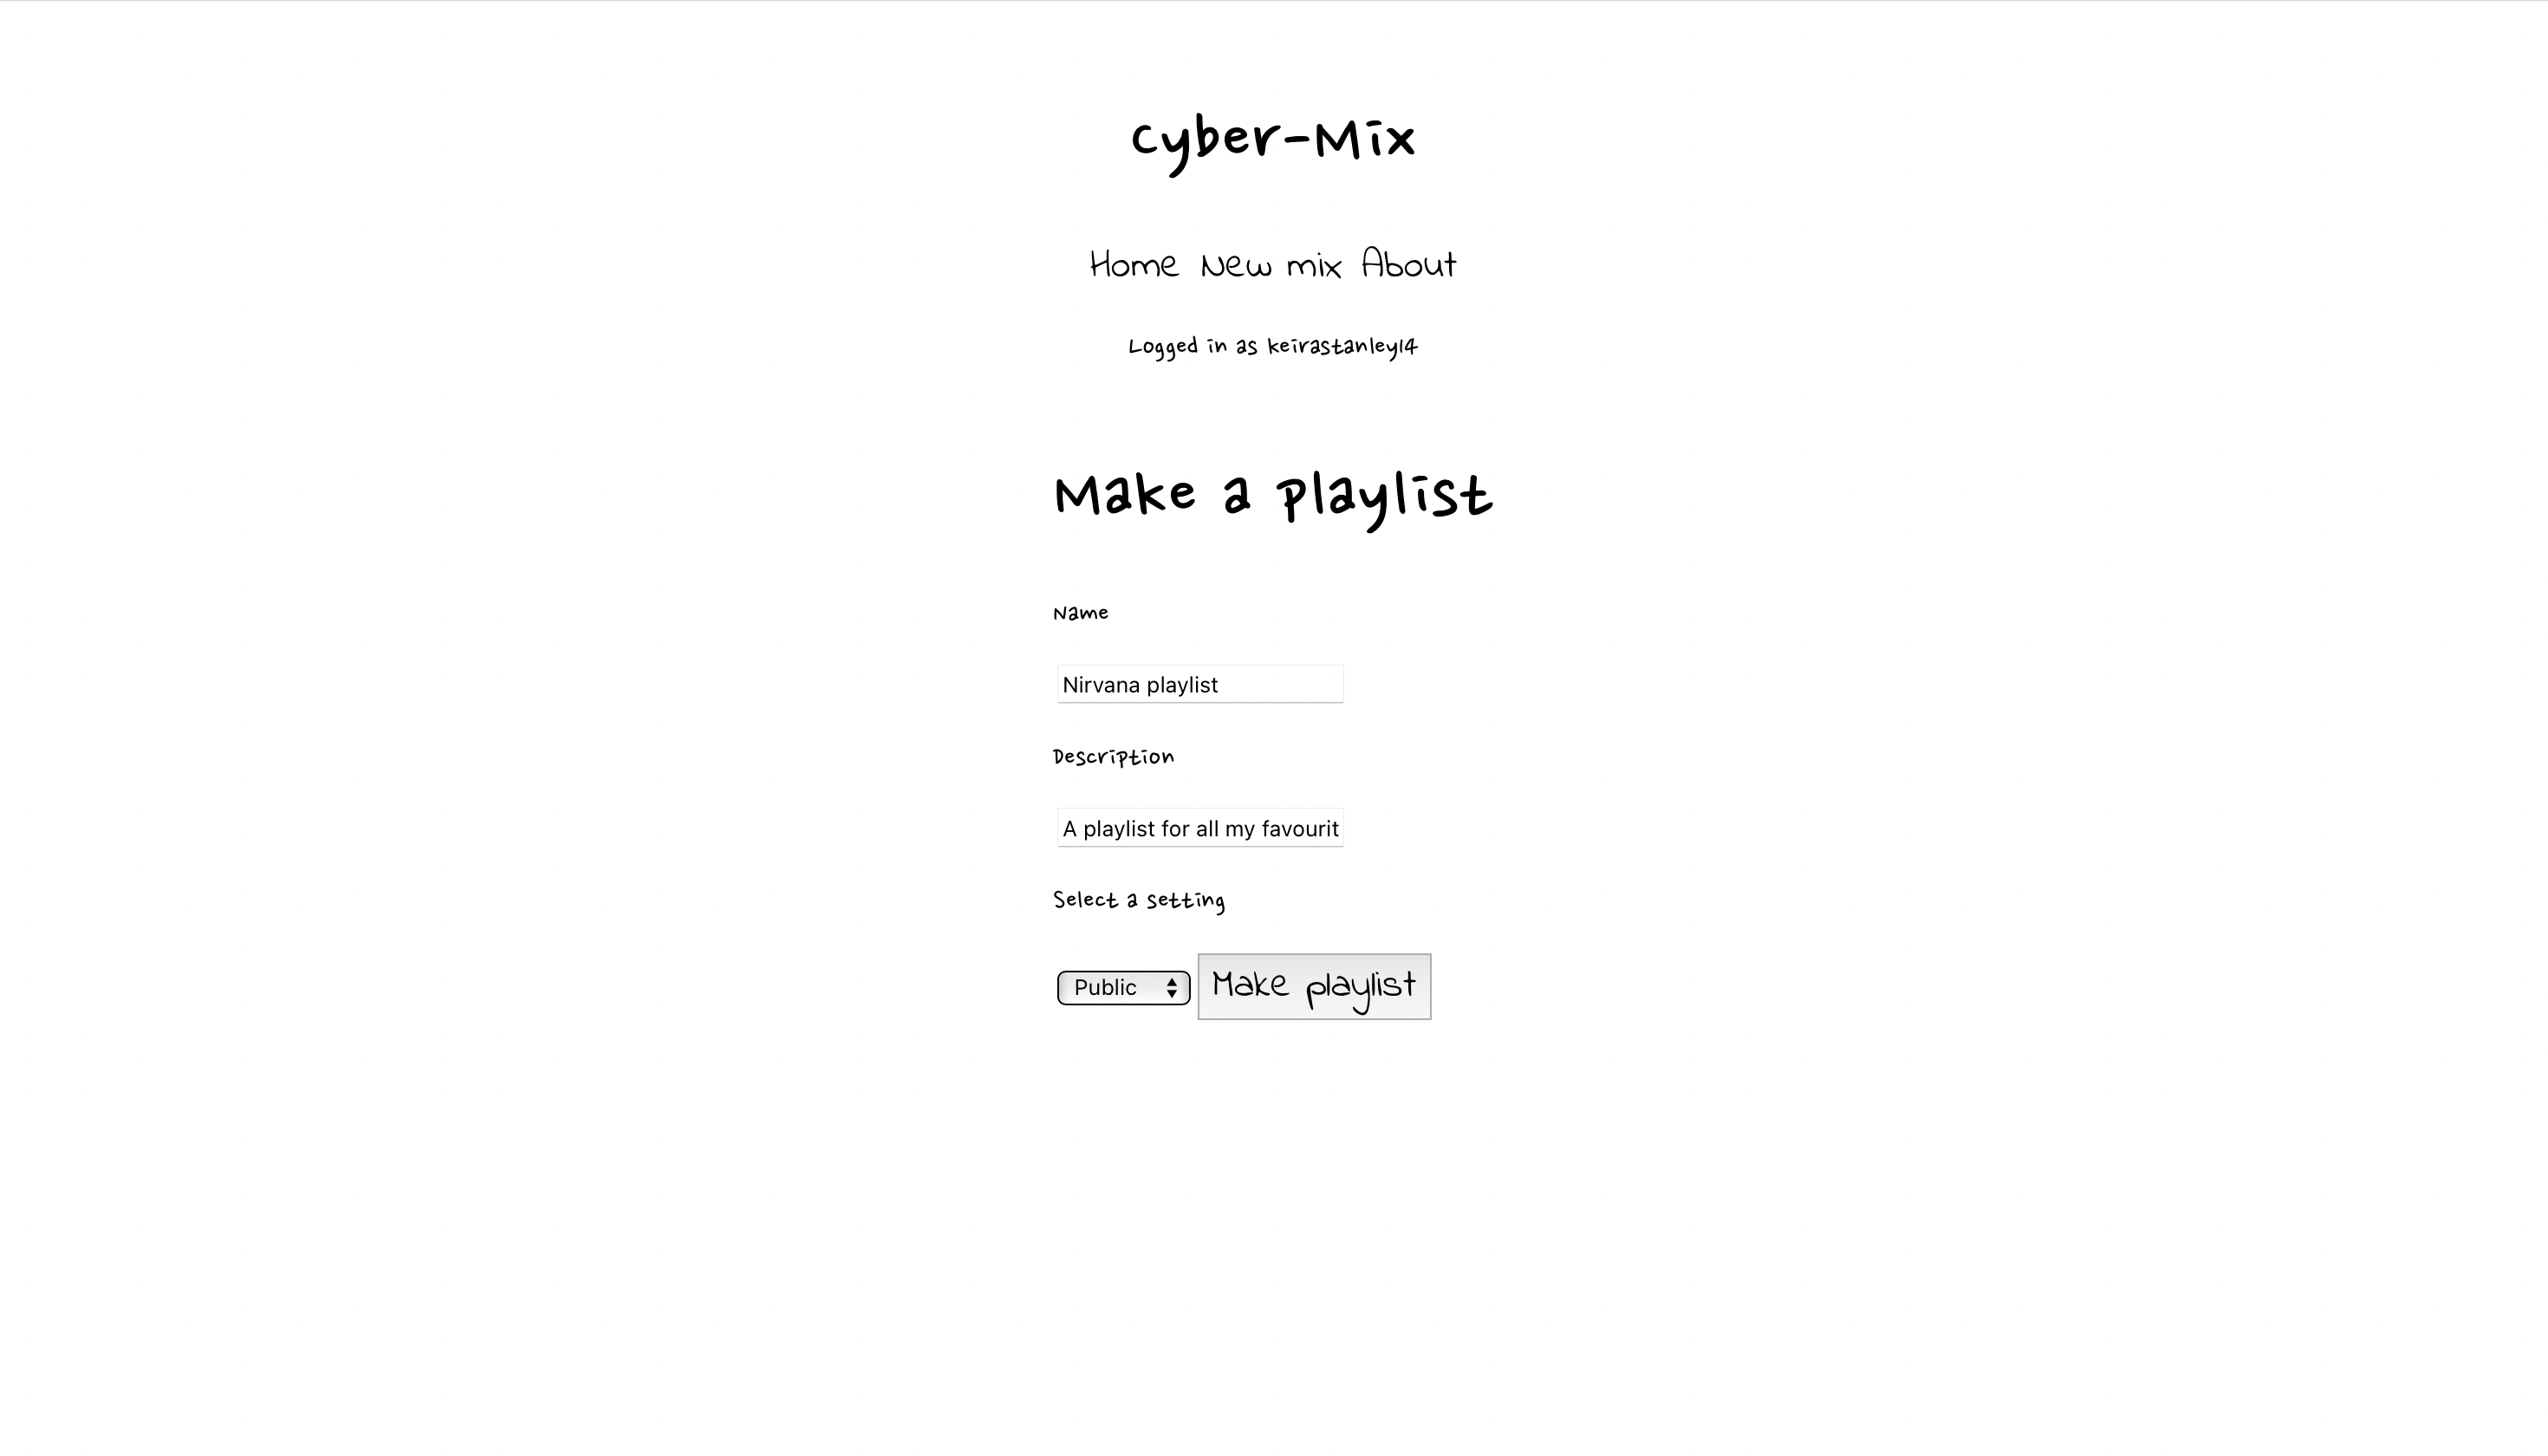 Cyber-Mix
Home New mix About
Logged in as keirastanley14
Make a playlist
Name
Nirvana playlist
Description
A playlist for all my favourit
Select a setting
Public Make playlist